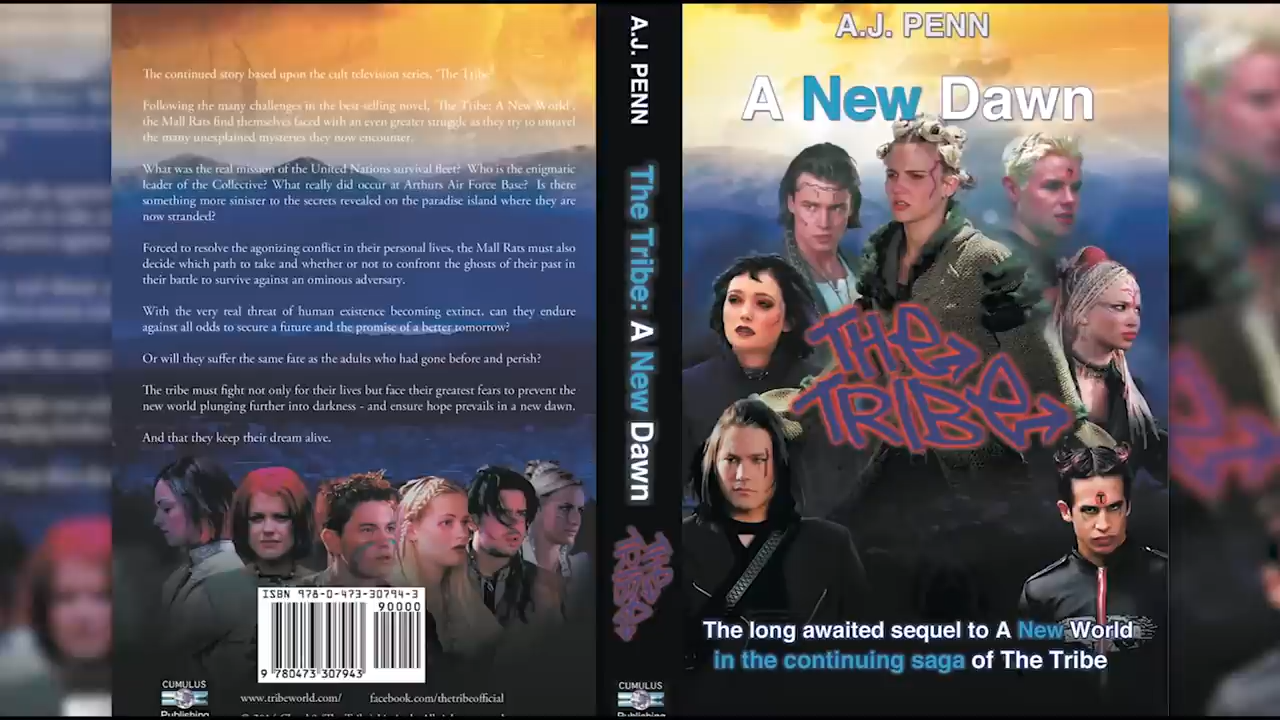 The continued story based upon the cult television series, 'The Tribe'
Following the many challenges in the best-selling novel, 'The Tribe: A New World',
the Mall Rats find themselves faced with an even greater struggle as they try to unravel
the many unexplained mysteries they now encounter.
What was the real mission of the United Nations survival fleet? Who is the enigmatic
leader of the Collective? What really did occur at Arthurs Air Force Base? Is there
something more sinister to the secrets revealed on the paradise island where they are
now stranded?
Forced to resolve the agonizing conflict in their personal lives, the Mall Rats must also
decide which path to take and whether or not to confront the ghosts of their past in
their battle to survive against an ominous adversary.
With the very real threat of human existence becoming extinct, can they endure
against all odds to secure a future and the promise of a better tomorrow?
Or will they suffer the same fate as the adults who had gone before and perish?
The tribe must fight not only for their lives but face their greatest fears to prevent the
new world plunging further into darkness - and ensure hope prevails in a new dawn.
And that they keep their dream alive.
ISBN 978-0-473-30794-3
90000
9 780473 307943
CUMULUS
Publishing
www.tribeworld.com/
facebook.com/thetribeofficial
A.J. PENN
The Tribe: A New Dawn
THE
TRIBE
CUMULUS
Publishing
A.J. PENN
A New Dawn
THE
TRIBE
The long awaited sequel to A New World
in the continuing saga of The Tribe